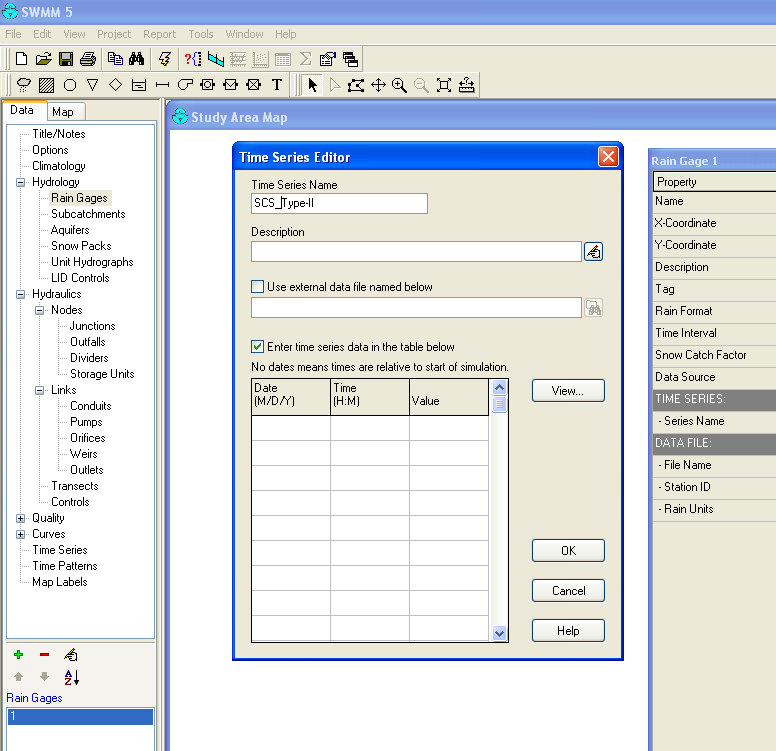 SWMM 5
File Edit View Project Report Tools Window Help
Data Map
Title/Notes
Options
Climatology
Hydrology
Rain Gages
Subcatchments
Aquifers
Snow Packs
Unit Hydrographs
LID Controls
Hydraulics
Nodes
Junctions
Outfalls
Dividers
Storage Units
Links
Conduits
Pumps
Orifices
Weirs
Outlets
Transects
Controls
Quality
Curves
Time Series
Time Patterns
Map Labels
Rain Gages
1
Study Area Map
Time Series Editor
Time Series Name
SCS_Type-II
Description
Use external data file named below
Enter time series data in the table below
No dates means times are relative to start of simulation.
Date
(M/D/Y)
Time
(H:M)
Value
View...
OK
Cancel
Help
Rain Gage 1
Property
Name
X-Coordinate
Y-Coordinate
Description
Tag
Rain Format
Time Interval
Snow Catch Factor
Data Source
TIME SERIES:
- Series Name
DATA FILE:
- File Name
- Station ID
- Rain Units